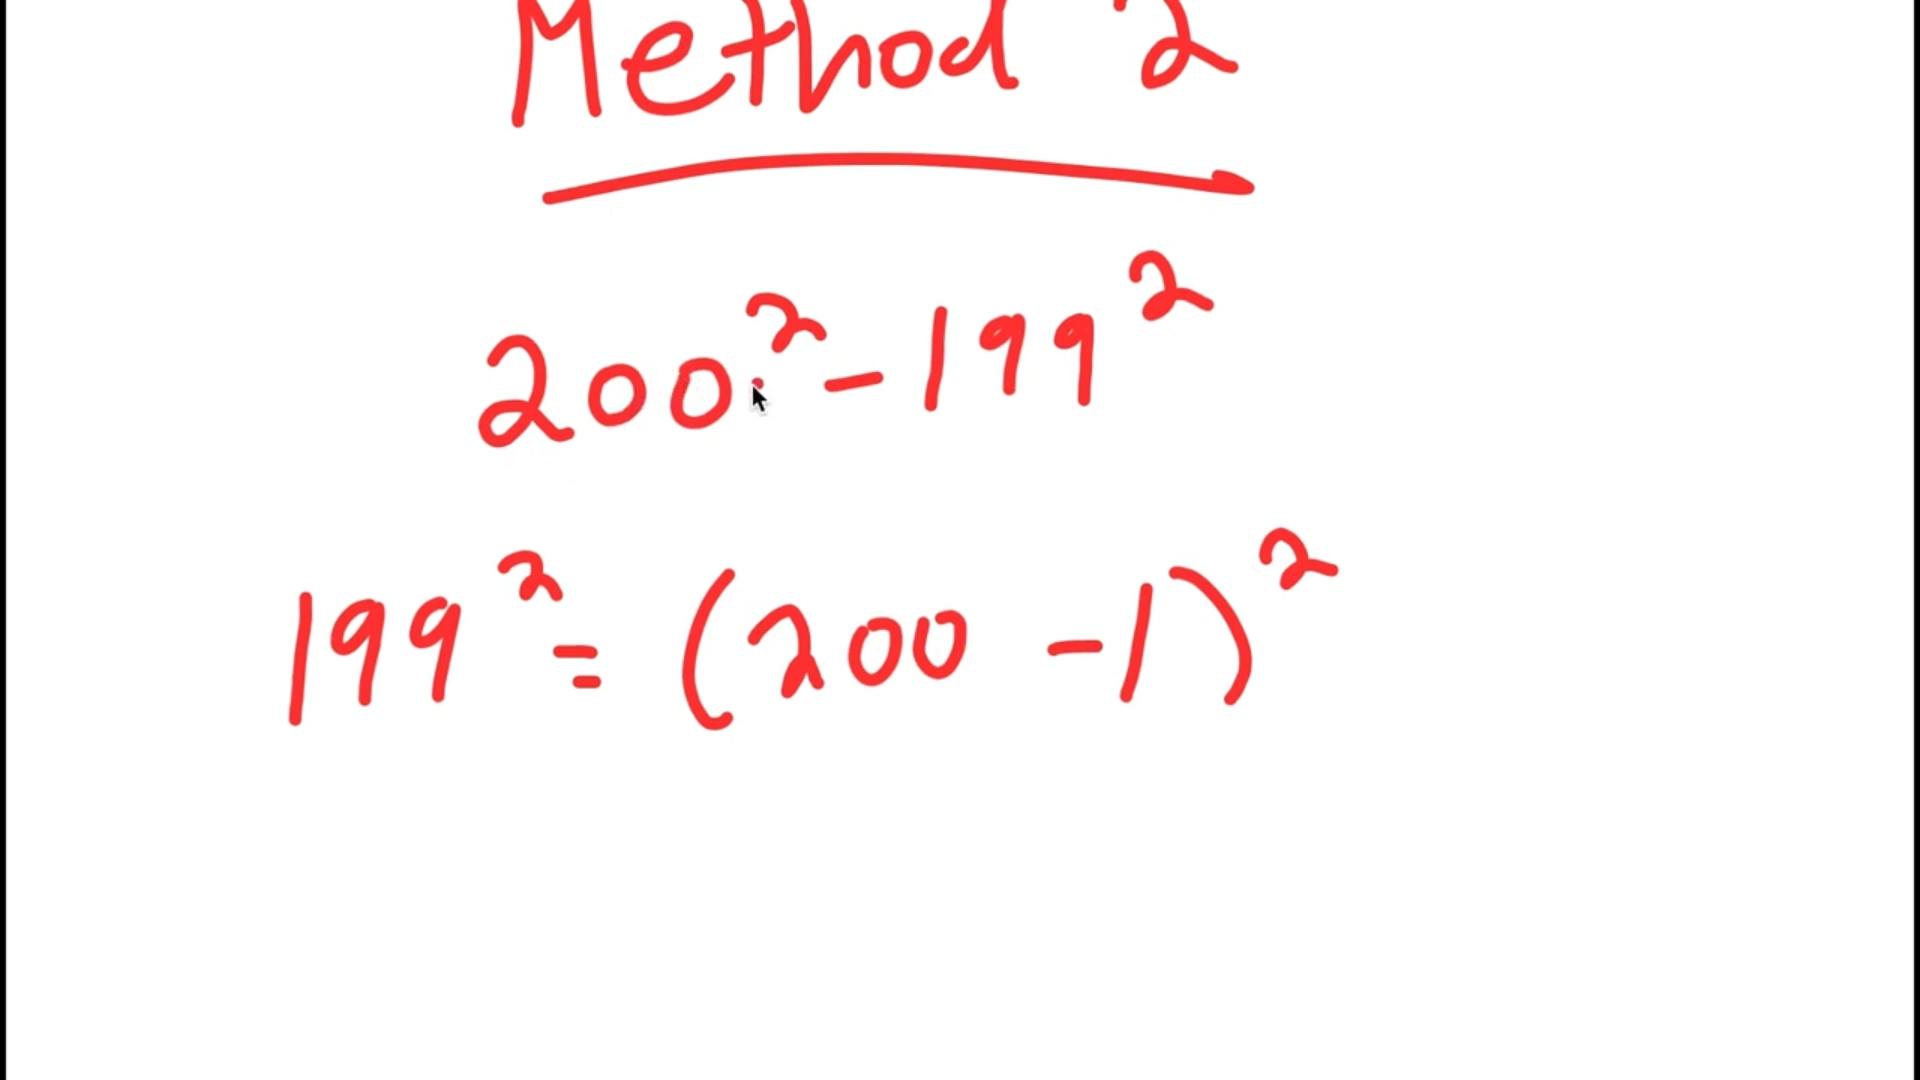 Method 2
200² - 199²
199² = (200 - 1)²